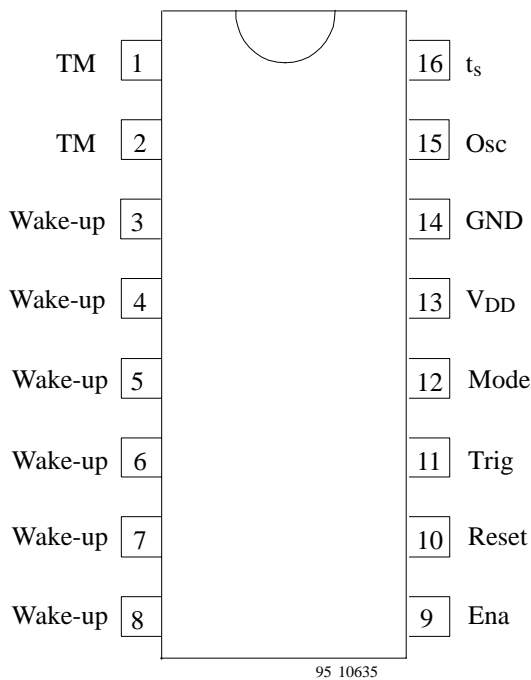 TM 1 16 ts
TM 2 15 Osc
Wake-up 3 14 GND
Wake-up 4 13 VDD
Wake-up 5 12 Mode
Wake-up 6 11 Trig
Wake-up 7 10 Reset
Wake-up 8 9 Ena
95 10635